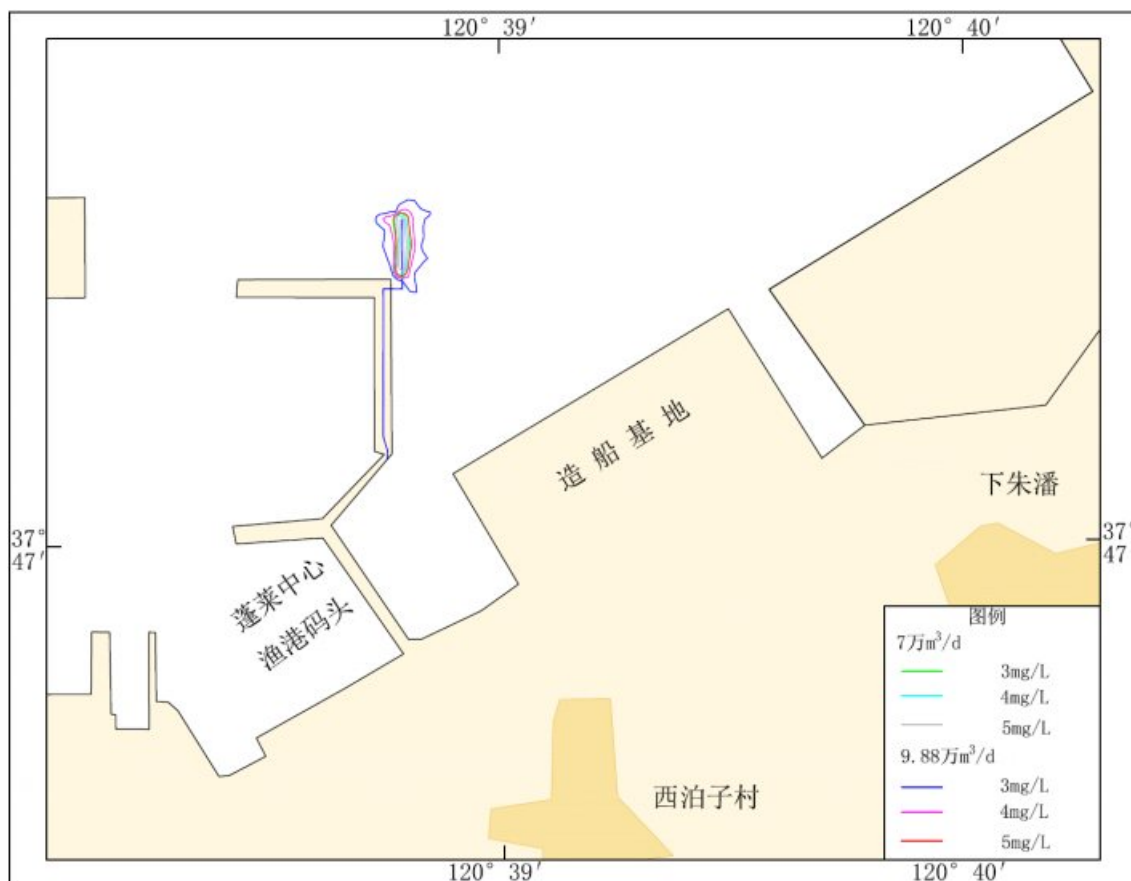 120° 39′
120° 40′
造船基地
下朱潘
37°
47′
37°
47′
蓬莱中心
渔港码头
图例
7万m³/d
3mg/L
4mg/L
5mg/L
9.88万m³/d
3mg/L
4mg/L
5mg/L
西泊子村
120° 39′
120° 40′